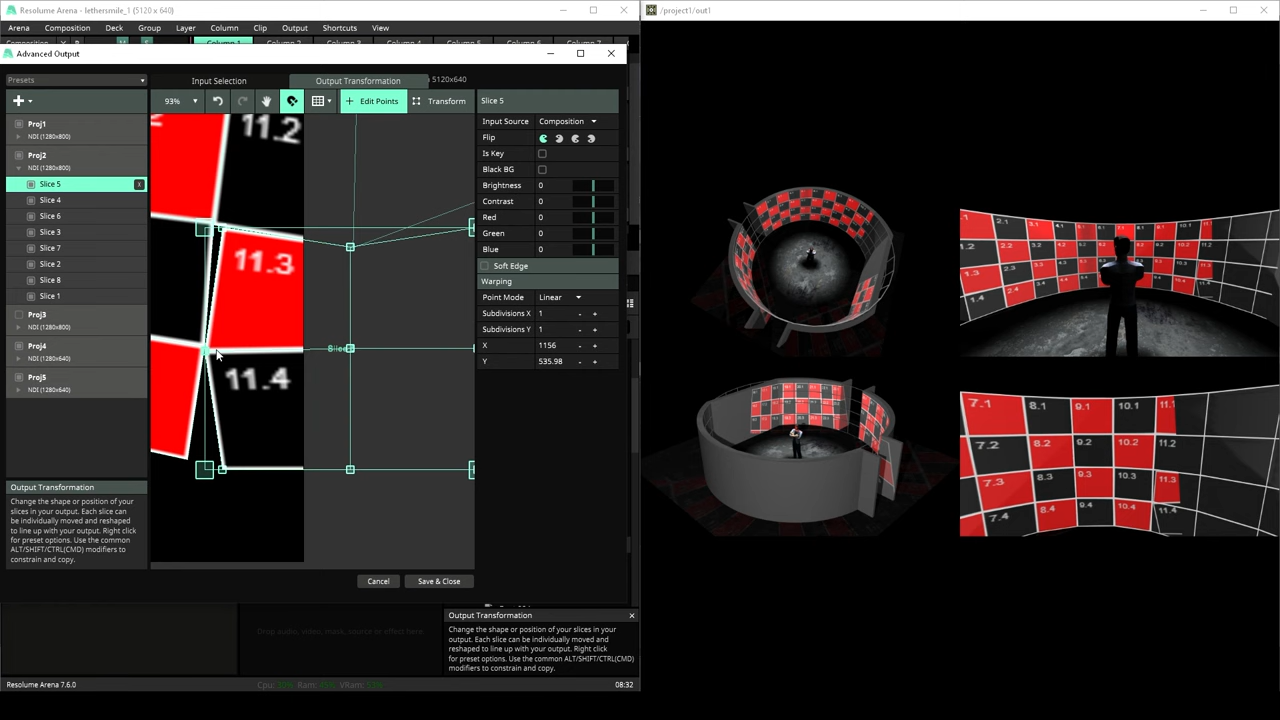 Resolume Arena - lethersmile_1 (5120 x 640)
Arena Composition Deck Group Layer Column Clip Output Shortcuts View
Advanced Output
Presets
Input Selection
Output Transformation
5120x640
93%
Edit Points
Transform
Proj1
NDI (1280x800)
Proj2
NDI (1280x800)
Slice 5
x
Slice 4
Slice 6
Slice 3
Slice 7
Slice 2
Slice 8
Slice 1
Proj3
NDI (1280x800)
Proj4
NDI (1280x640)
Proj5
NDI (1280x640)
Output Transformation
Change the shape or position of your
slices in your output. Each slice can
be individually moved and reshaped
to line up with your output. Right click
for preset options. Use the common
ALT/SHIFT/CTRL(CMD) modifiers to
constrain and copy.
11.2
11.3
11.4
Slice 5
Input Source Composition
Flip
Is Key
Black BG
Brightness 0
Contrast 0
Red 0
Green 0
Blue 0
Soft Edge
Warping
Point Mode Linear
Subdivisions X 1 - +
Subdivisions Y 1 - +
X 1156 - +
Y 535.98 - +
Cancel
Save & Close
Drop audio, video, mask, source or effect here.
Output Transformation
Change the shape or position of your slices in your
output. Each slice can be individually moved and
reshaped to line up with your output. Right click
for preset options. Use the common ALT/SHIFT/CTRL(CMD)
modifiers to constrain and copy.
Resolume Arena 7.6.0
08:32
/project1/out1
7.1 8.1 9.1 10.1 11.1
7.2 8.2 9.2 10.2 11.2
7.3 8.3 9.3 10.3 11.3
7.4 8.4 9.4 10.4 11.4